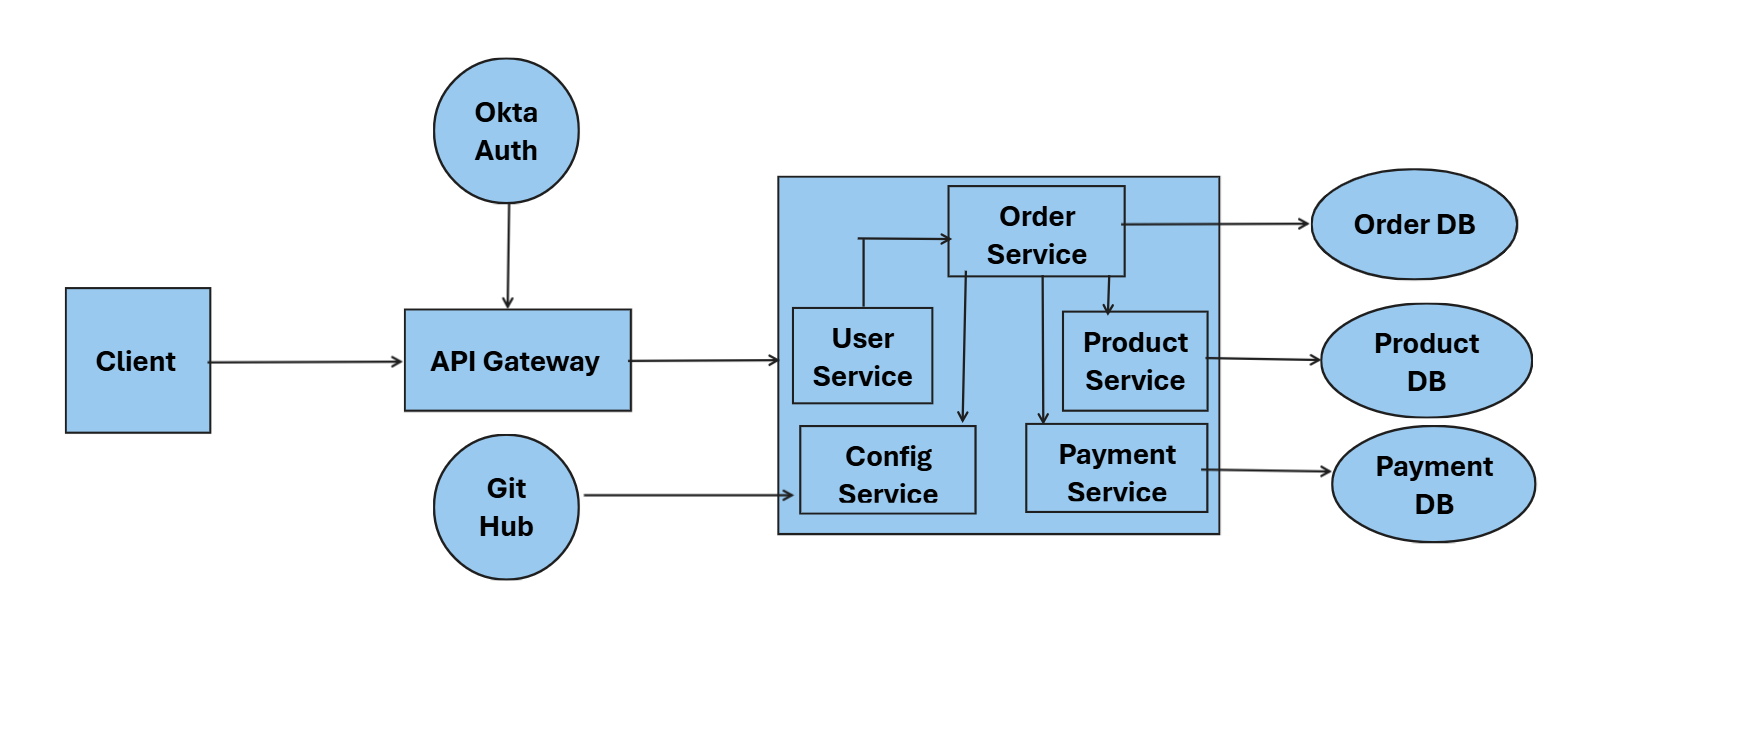 Okta
Auth
Client
API Gateway
Git
Hub
Order
Service
User
Service
Product
Service
Config
Service
Payment
Service
Order DB
Product
DB
Payment
DB